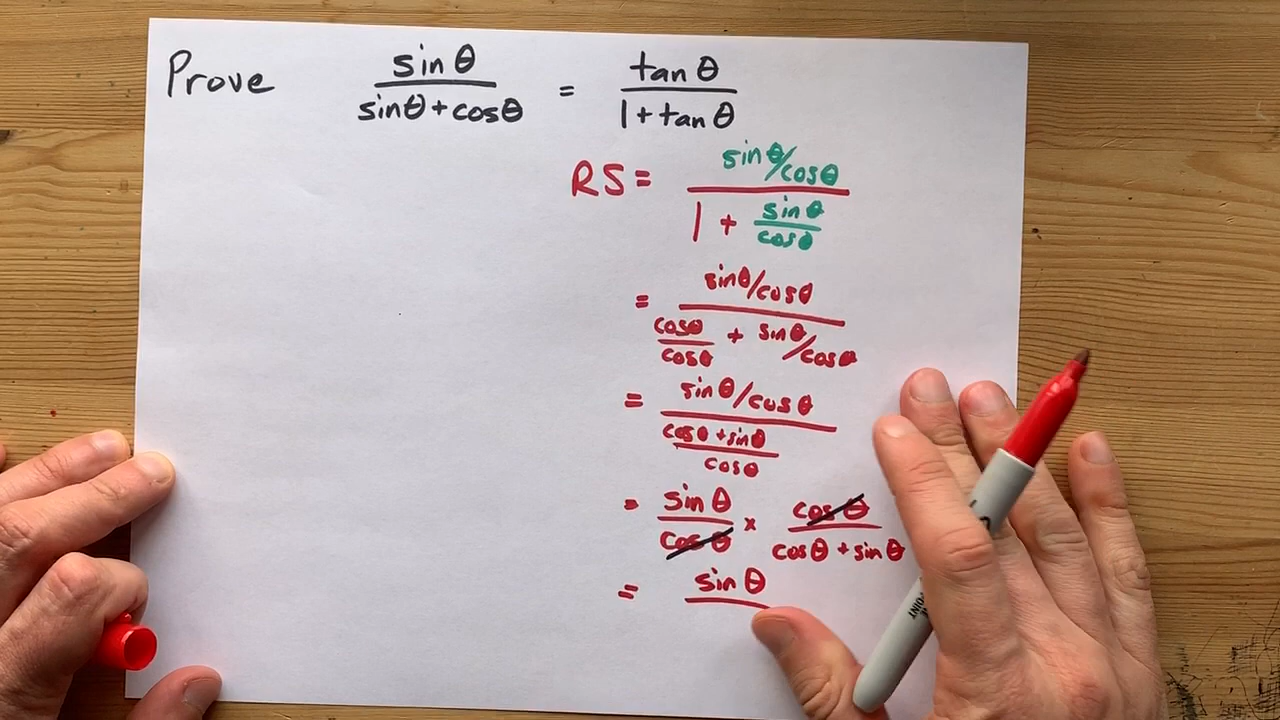 Prove sinθ/(sinθ+cosθ) = tanθ/(1+tanθ)
RS = (sinθ/cosθ)/(1 + sinθ/cosθ)
= (sinθ/cosθ)/(cosθ/cosθ + sinθ/cosθ)
= (sinθ/cosθ)/((cosθ+sinθ)/cosθ)
= sinθ/cosθ × cosθ/(cosθ+sinθ)
= sinθ